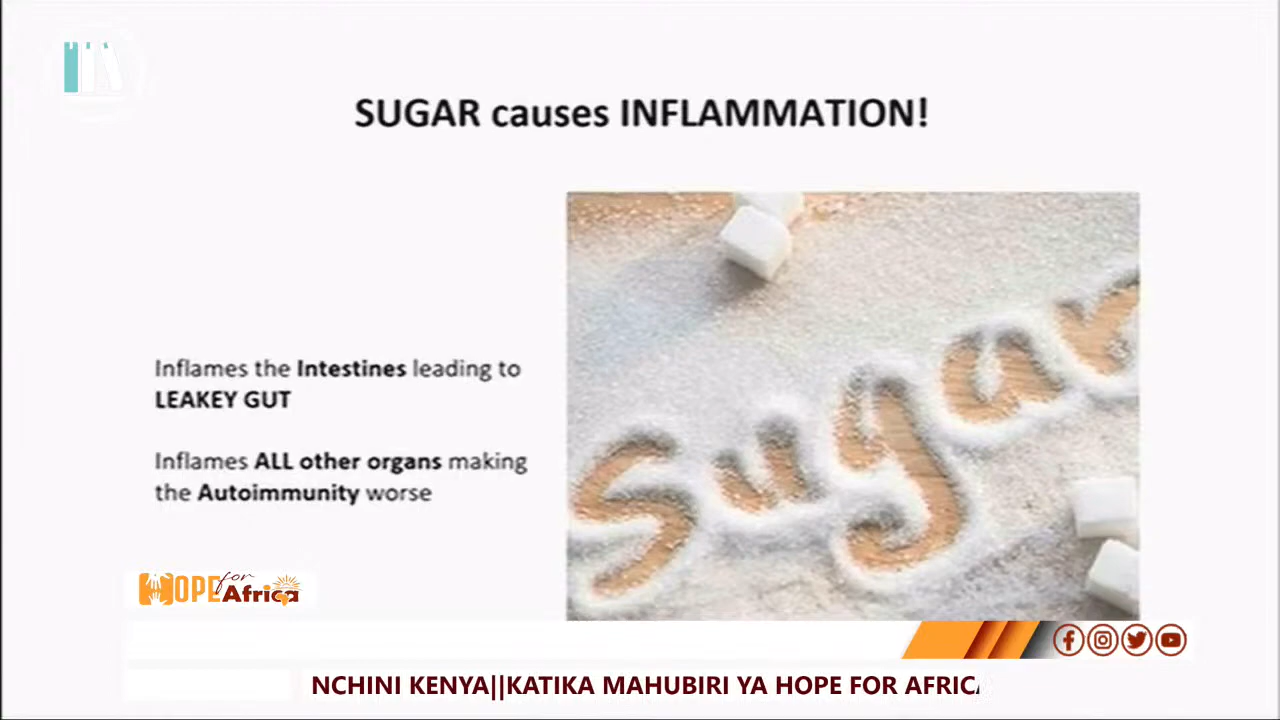 SUGAR causes INFLAMMATION!
Sugar
Inflames the Intestines leading to
LEAKEY GUT
Inflames ALL other organs making
the Autoimmunity worse
HOPE for
Africa
NCHINI KENYA||KATIKA MAHUBIRI YA HOPE FOR AFRICA